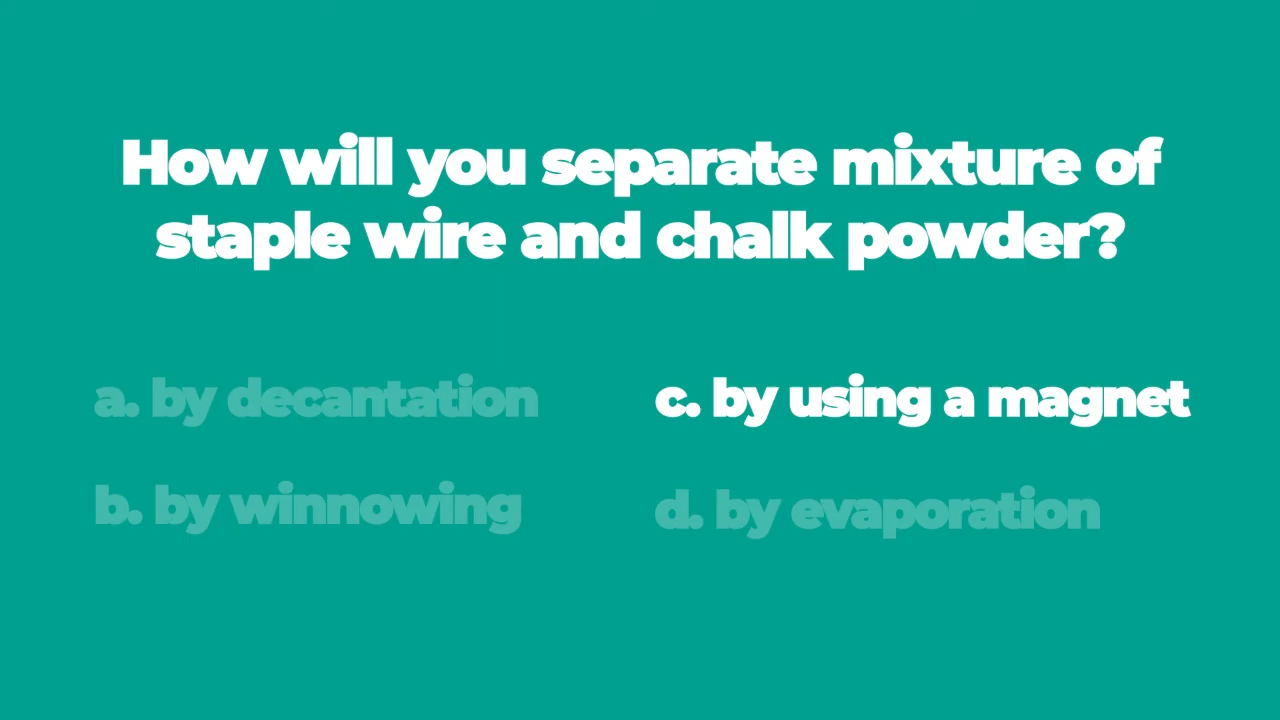 How will you separate mixture of
staple wire and chalk powder?
a. by decantation
b. by winnowing
c. by using a magnet
d. by evaporation